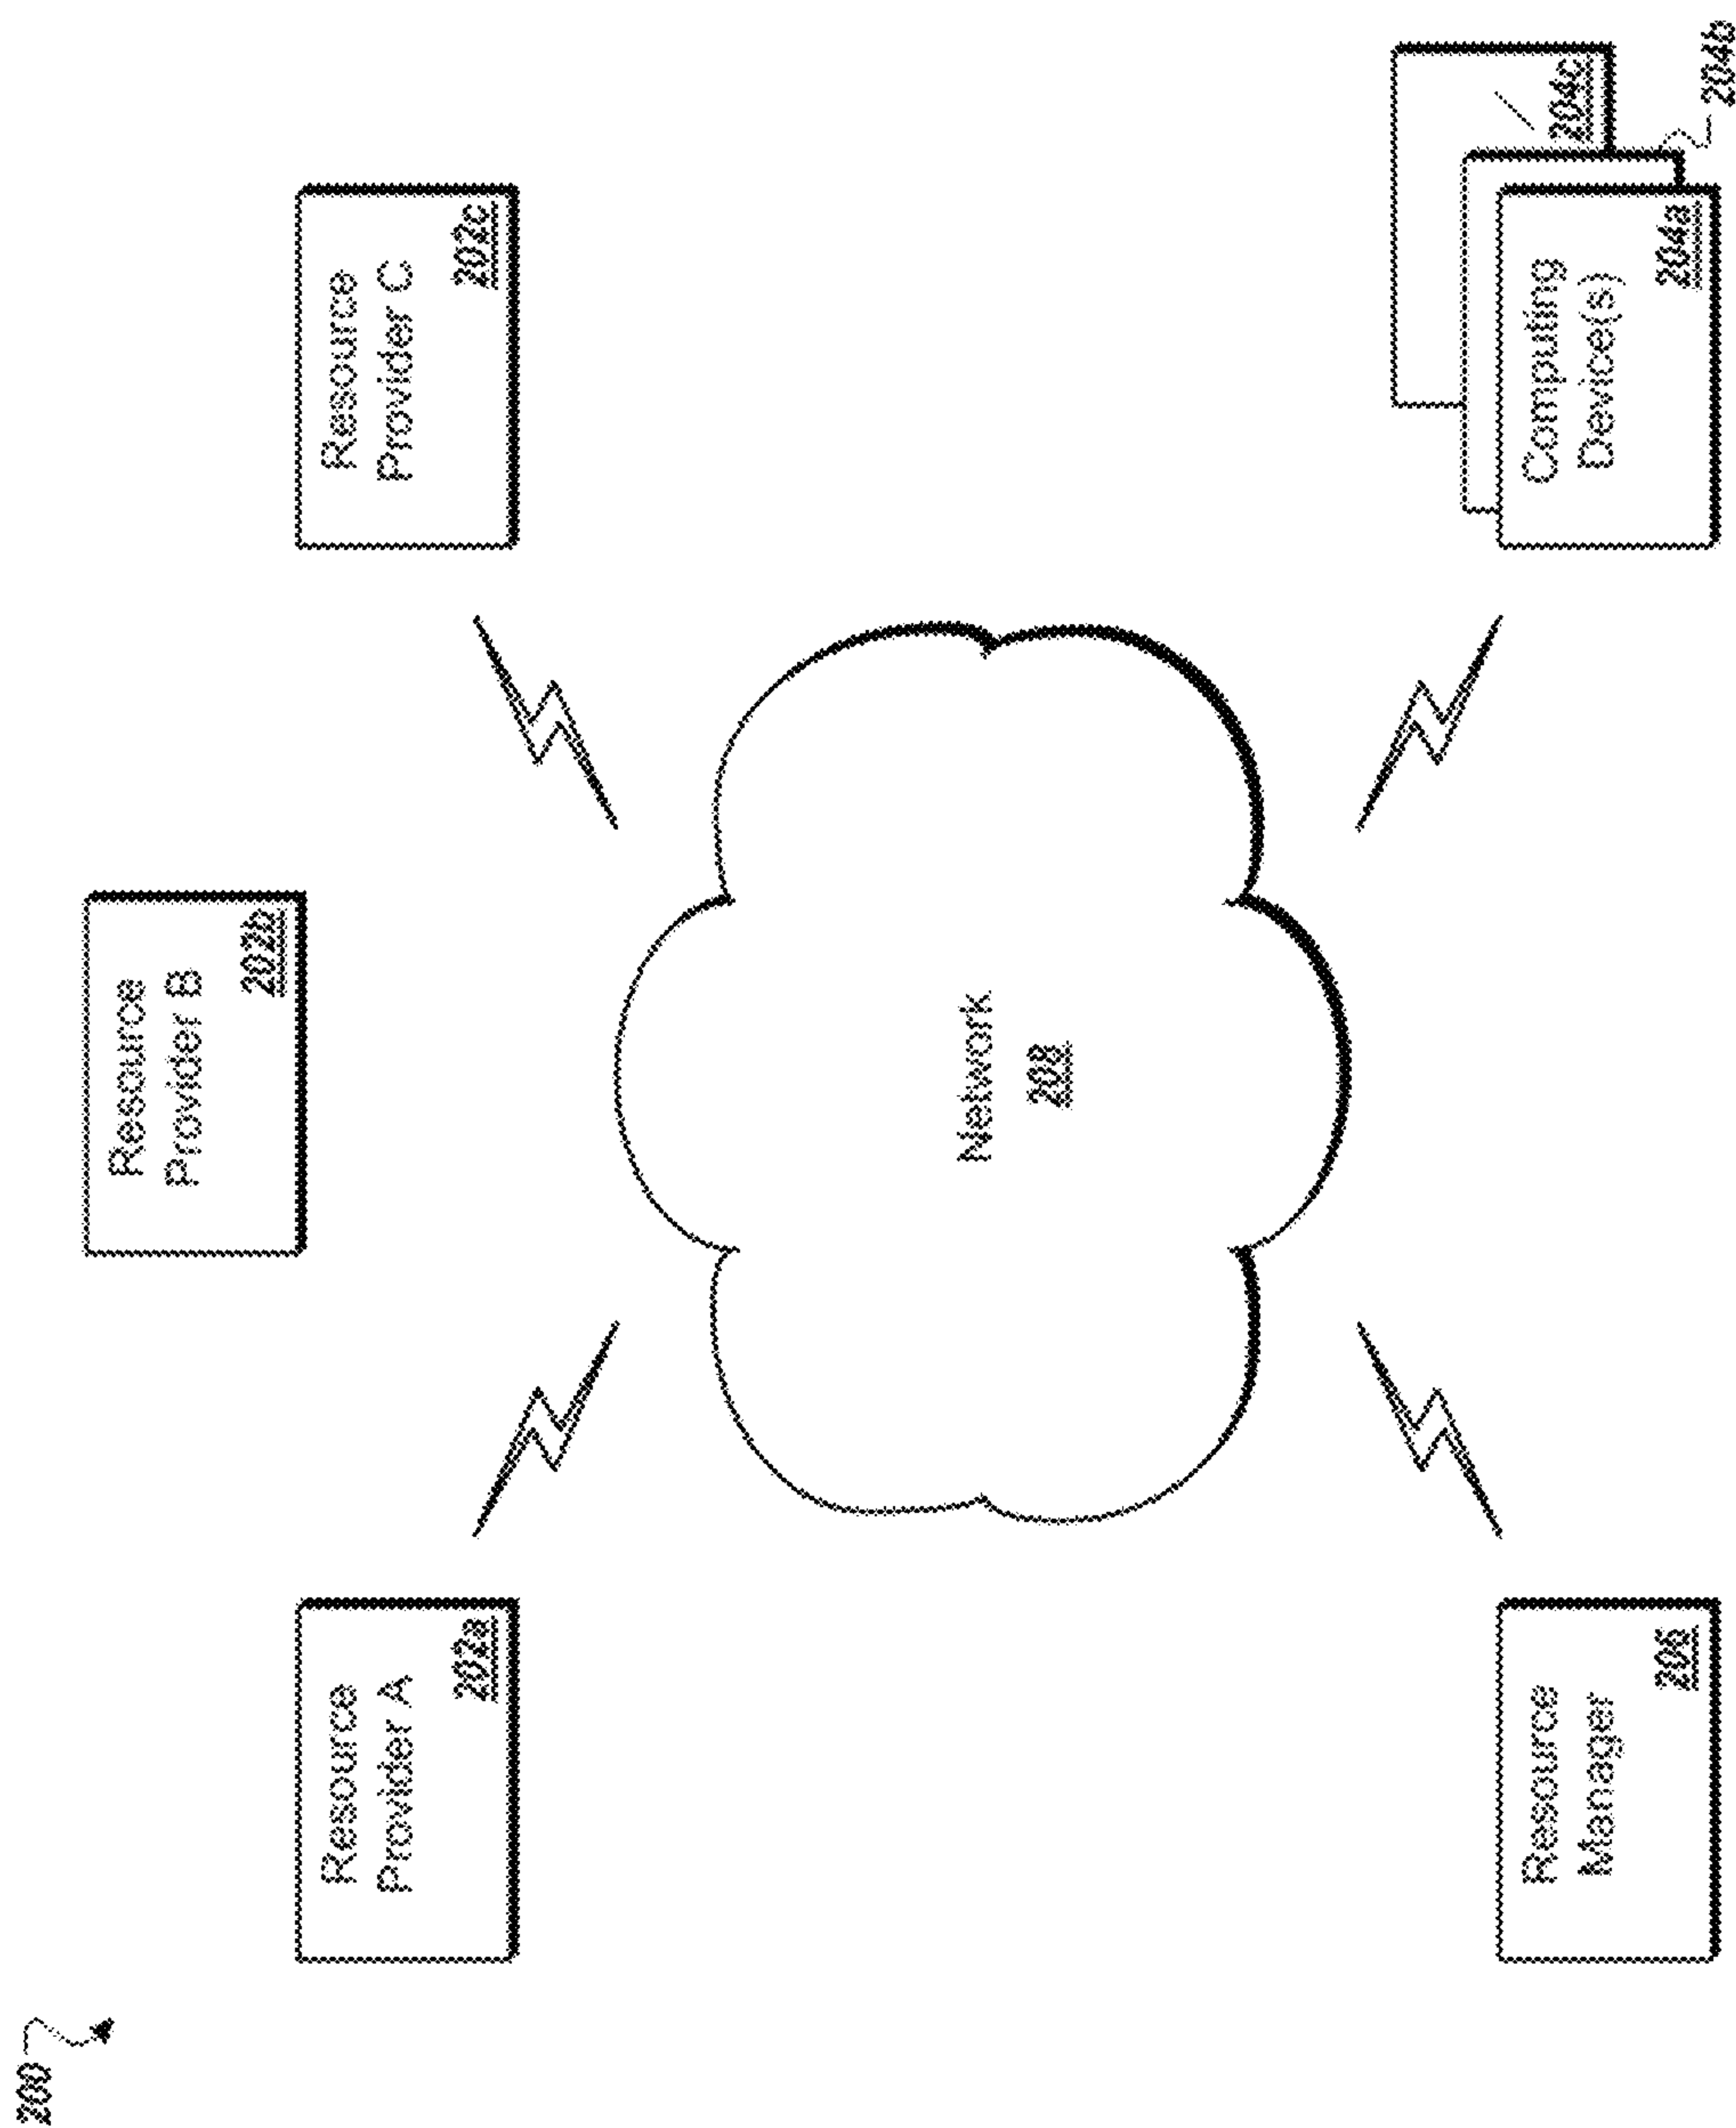 200
Resource
Provider A
202a
Resource
Provider B
202b
Resource
Provider C
202c
Network
208
Resource
Manager
206
Computing
Device(s)
204a
204b
204c